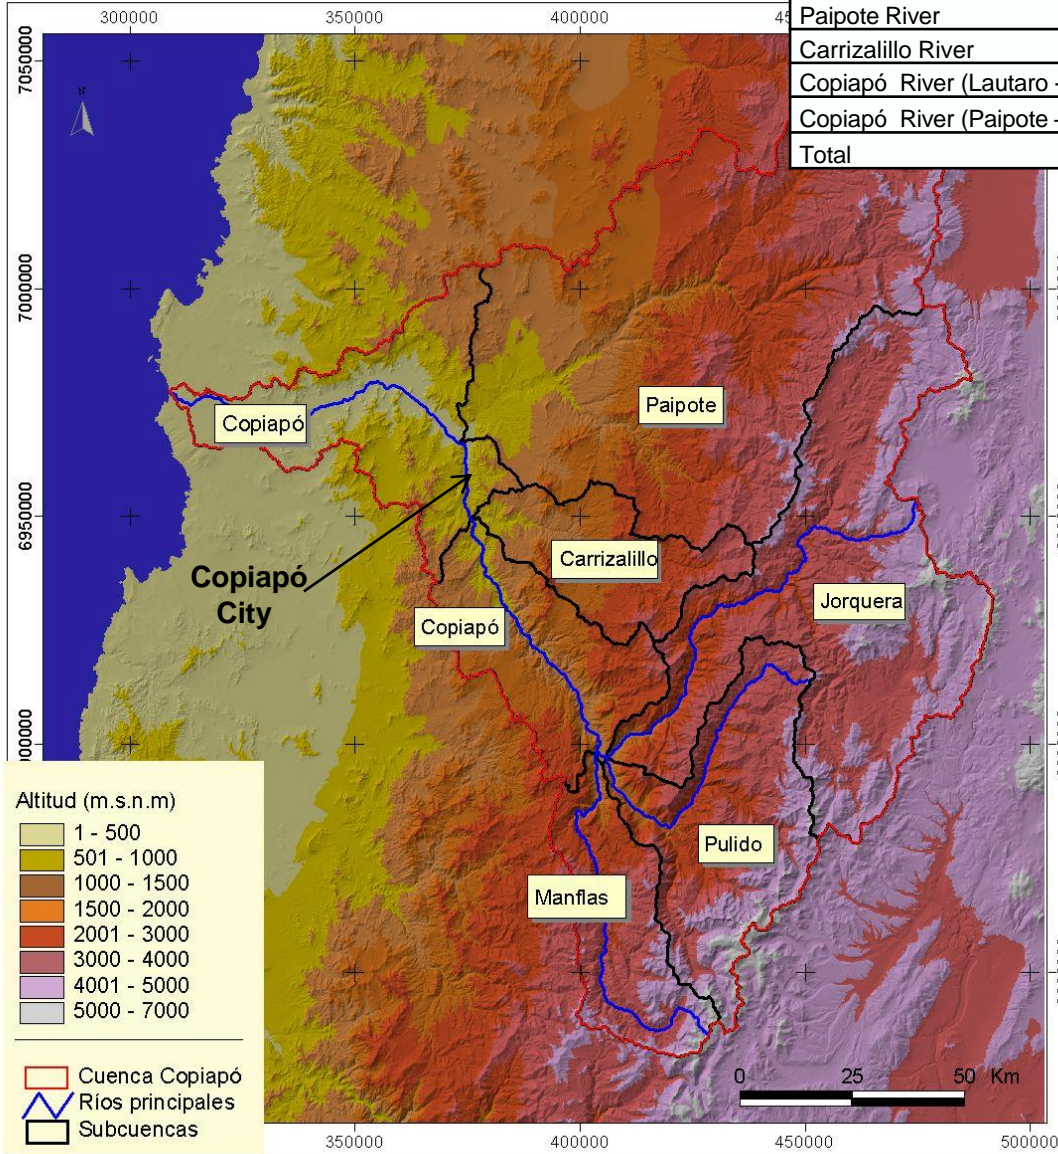 300000 350000 400000
Paipote River
Carrizalillo River
Copiapó River (Lautaro -
Copiapó River (Paipote -
Total
7050000
N
7000000
Paipote
Copiapó
6950000
Carrizalillo
Copiapó
City
Jorquera
Copiapó
Pulido
Manflas
Altitud (m.s.n.m)
1 - 500
501 - 1000
1000 - 1500
1500 - 2000
2001 - 3000
3000 - 4000
4001 - 5000
5000 - 7000
Cuenca Copiapó
Ríos principales
Subcuencas
0 25 50 Km
350000 400000 450000 500000